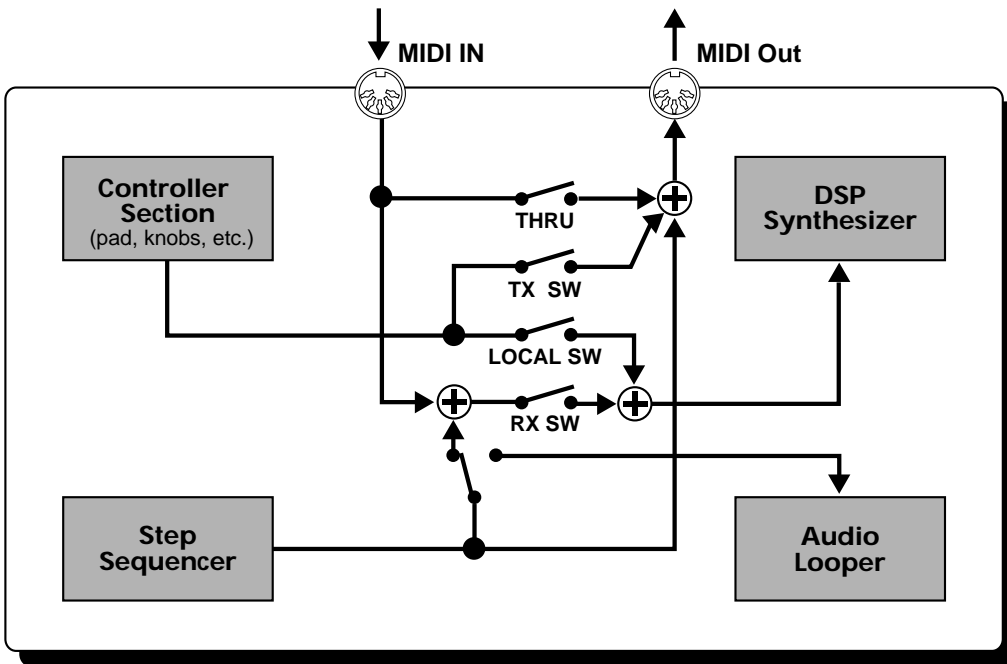 MIDI IN
MIDI Out
Controller
Section
(pad, knobs, etc.)
THRU
DSP
Synthesizer
TX SW
LOCAL SW
RX SW
Step
Sequencer
Audio
Looper